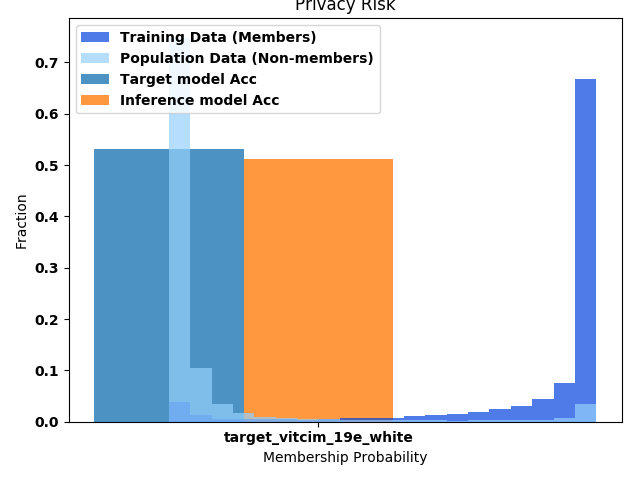 Privacy Risk
Training Data (Members)
Population Data (Non-members)
Target model Acc
Inference model Acc
0.7
0.6
0.5
0.4
0.3
0.2
0.1
0.0
Fraction
target_vitcim_19e_white
Membership Probability